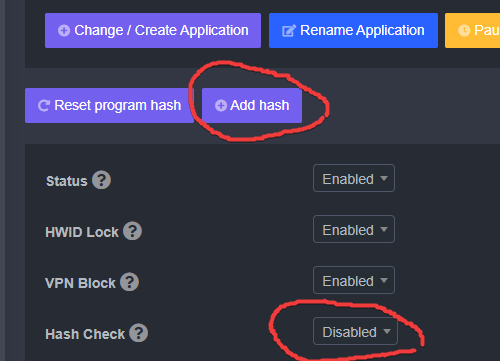 Change / Create Application Rename Application
Reset program hash Add hash
Status ? Enabled
HWID Lock ? Enabled
VPN Block ? Enabled
Hash Check ? Disabled